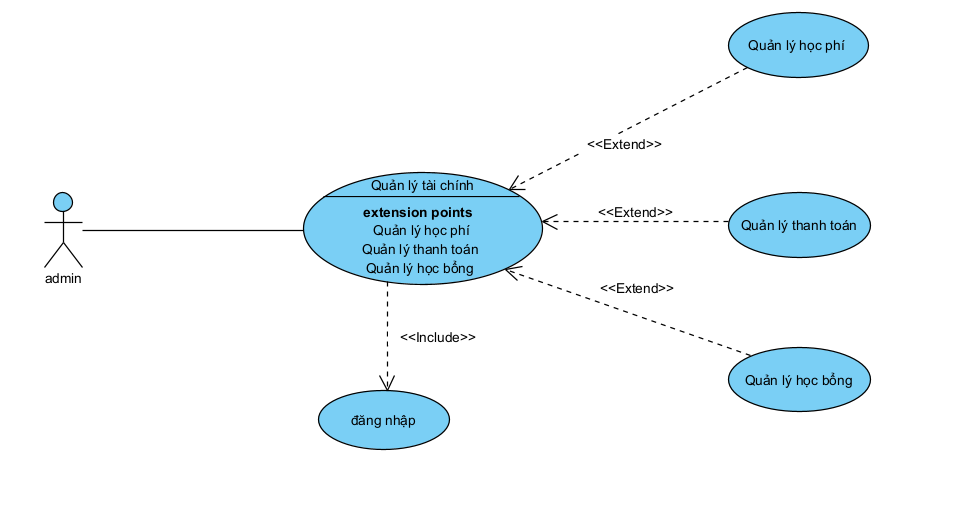 Quản lý học phí
<<Extend>>
Quản lý tài chính
extension points
Quản lý học phí
Quản lý thanh toán
Quản lý học bổng
<<Extend>>
Quản lý thanh toán
admin
<<Extend>>
<<Include>>
Quản lý học bổng
đăng nhập